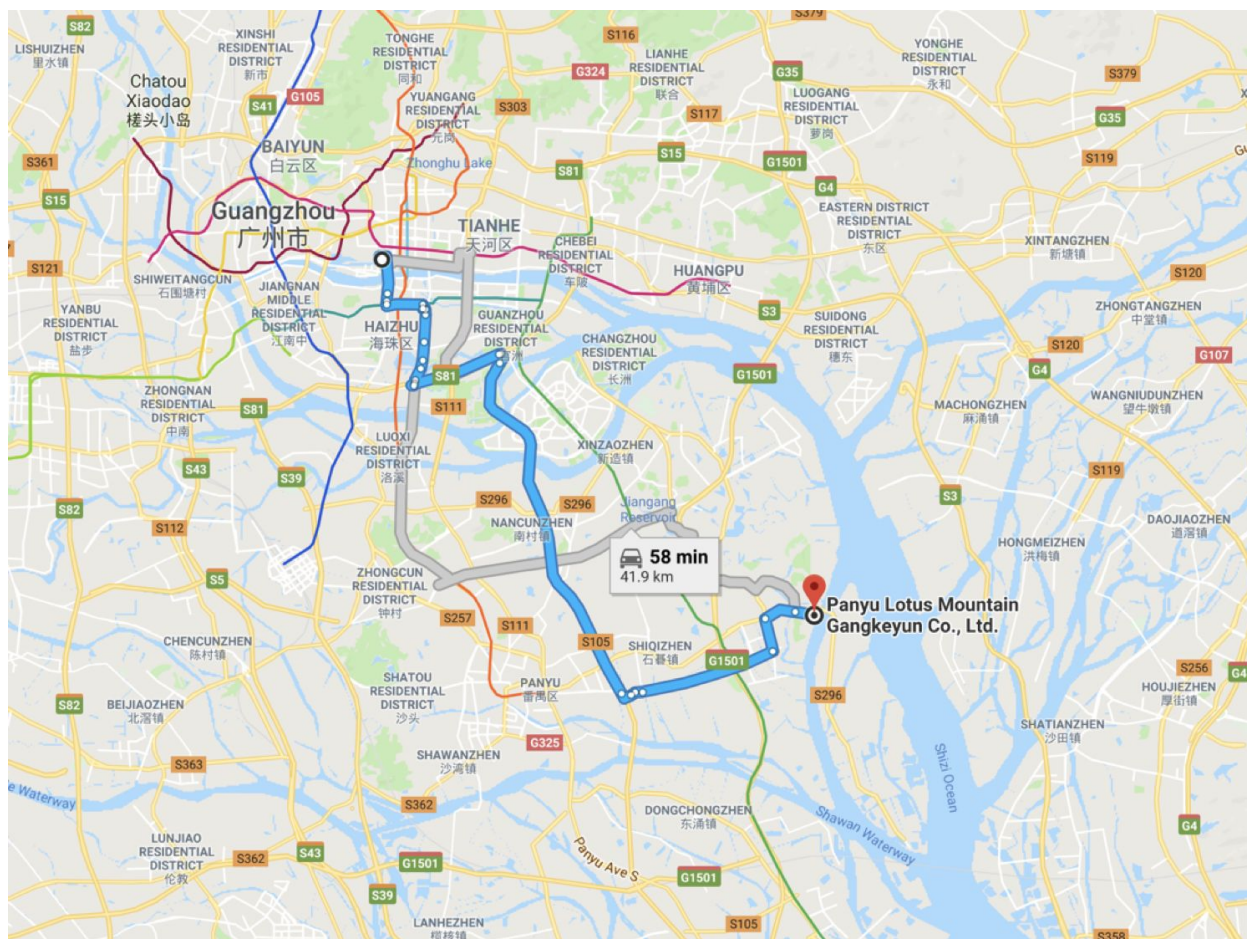 S82
S379
TONGHE
RESIDENTIAL
DISTRICT
同和
XINSHI
RESIDENTIAL
DISTRICT
新市
S116
LISHUIZHEN
里水镇
LIANHE
RESIDENTIAL
DISTRICT
联合
YONGHE
RESIDENTIAL
DISTRICT
永和
G324
G35
S379
Chatou
Xiaodao
槎头小岛
G105
S41
YUANGANG
RESIDENTIAL
DISTRICT
元岗
S303
LUOGANG
RESIDENTIAL
DISTRICT
萝岗
S117
G35
BAIYUN
白云区
Zhonghu Lake
S15
G1501
S119
S361
S81
G4
S15
Guangzhou
广州市
TIANHE
天河区
EASTERN DISTRICT
RESIDENTIAL
DISTRICT
东区
CHEBEI
RESIDENTIAL
DISTRICT
车陂
XINTANGZHEN
新塘镇
S121
SHIWEITANGCUN
石围塘村
HUANGPU
黄埔区
S120
JIANGNAN
MIDDLE
RESIDENTIAL
DISTRICT
江南中
YANBU
RESIDENTIAL
DISTRICT
盐步
HAIZHU
海珠区
GUANZHOU
RESIDENTIAL
DISTRICT
S3
SUIDONG
RESIDENTIAL
DISTRICT
穗东
ZHONGTANGZHEN
中堂镇
CHANGZHOU
RESIDENTIAL
DISTRICT
长洲
S120
G107
S81
G1501
G4
ZHONGNAN
RESIDENTIAL
DISTRICT
中南
S81
S111
WANGNIUDUNZHEN
望牛墩镇
MACHONGZHEN
麻涌镇
LUOXI
RESIDENTIAL
DISTRICT
洛溪
XINZAOZHEN
新造镇
S43
S39
S119
S82
S296
S296
Jiangang
Reservoir
S3
S112
NANCUNZHEN
南村镇
DAOJIAOZHEN
道滘镇
HONGMEIZHEN
洪梅镇
58 min
41.9 km
ZHONGCUN
RESIDENTIAL
DISTRICT
钟村
S5
Panyu Lotus Mountain
Gangkeyun Co., Ltd.
S257
S111
CHENCUNZHEN
陈村镇
S105
SHIQIZHEN
石碁镇
G1501
S256
G4
SHATOU
RESIDENTIAL
DISTRICT
沙头
PANYU
番禺区
S296
HOUJIEZHEN
厚街镇
S82
BEIJIAOZHEN
北滘镇
SHATIANZHEN
沙田镇
G325
SHAWANZHEN
沙湾镇
S363
Shizi Ocean
e Waterway
S362
DONGCHONGZHEN
东涌镇
Shawan Waterway
G4
LUNJIAO
RESIDENTIAL
DISTRICT
伦教
S362
S43
G1501
Panyu Ave S
G1501
S39
LANHEZHEN
榄核镇
S105
S358